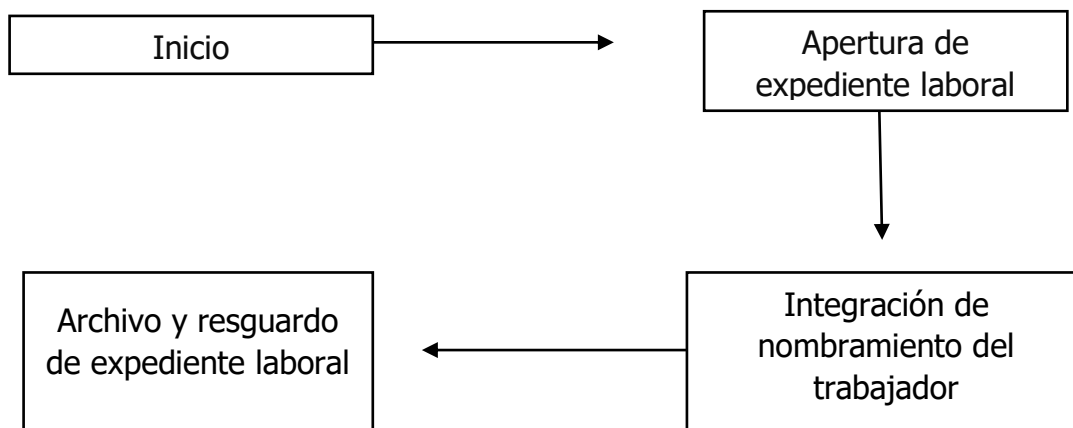 Inicio
Apertura de
expediente laboral
Integración de
nombramiento del
trabajador
Archivo y resguardo
de expediente laboral